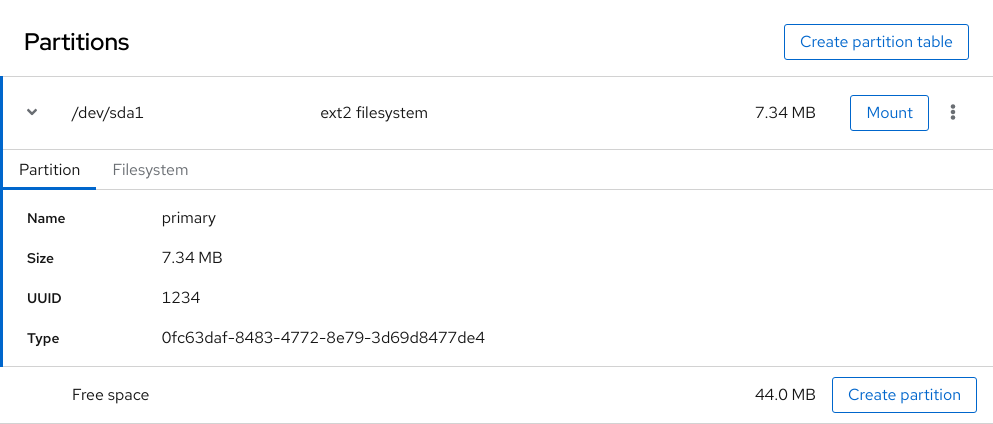 Partitions Create partition table
/dev/sda1 ext2 filesystem 7.34 MB Mount
Partition Filesystem
Name primary
Size 7.34 MB
UUID 1234
Type 0fc63daf-8483-4772-8e79-3d69d8477de4
Free space 44.0 MB Create partition